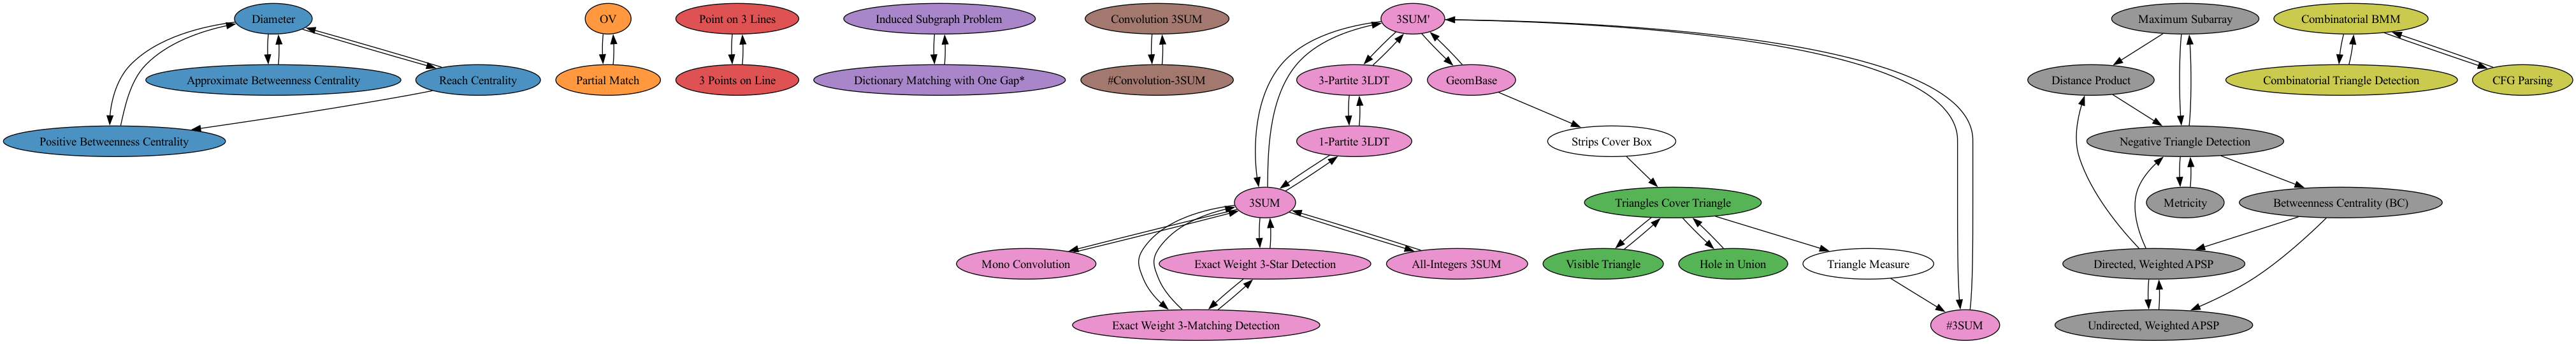 Diameter
OV
Point on 3 Lines
Induced Subgraph Problem
Convolution 3SUM
3SUM'
Maximum Subarray
Combinatorial BMM
Approximate Betweenness Centrality
Reach Centrality
Partial Match
3 Points on Line
Dictionary Matching with One Gap*
#Convolution-3SUM
3-Partite 3LDT
GeomBase
Distance Product
Combinatorial Triangle Detection
CFG Parsing
Positive Betweenness Centrality
1-Partite 3LDT
Strips Cover Box
Negative Triangle Detection
3SUM
Triangles Cover Triangle
Metricity
Betweenness Centrality (BC)
Mono Convolution
Exact Weight 3-Star Detection
All-Integers 3SUM
Visible Triangle
Hole in Union
Triangle Measure
Directed, Weighted APSP
Exact Weight 3-Matching Detection
#3SUM
Undirected, Weighted APSP